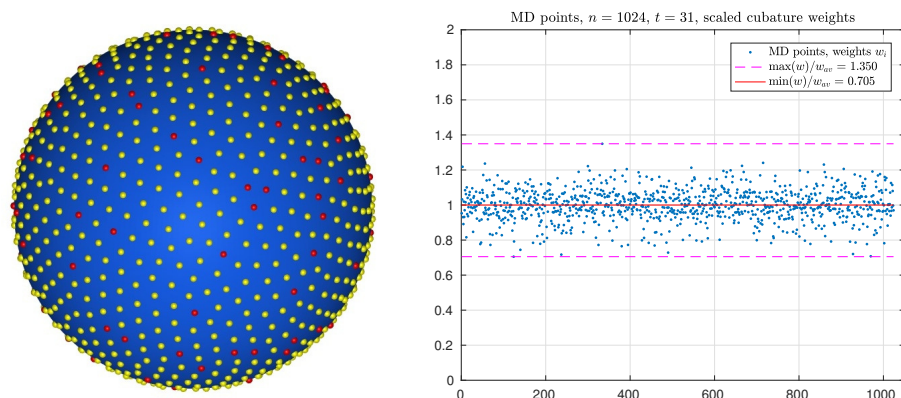 MD points, n = 1024, t = 31, scaled cubature weights
MD points, weights w_i
max(w)/w_av = 1.350
min(w)/w_av = 0.705
2
1.8
1.6
1.4
1.2
1
0.8
0.6
0.4
0.2
0
0 200 400 600 800 1000